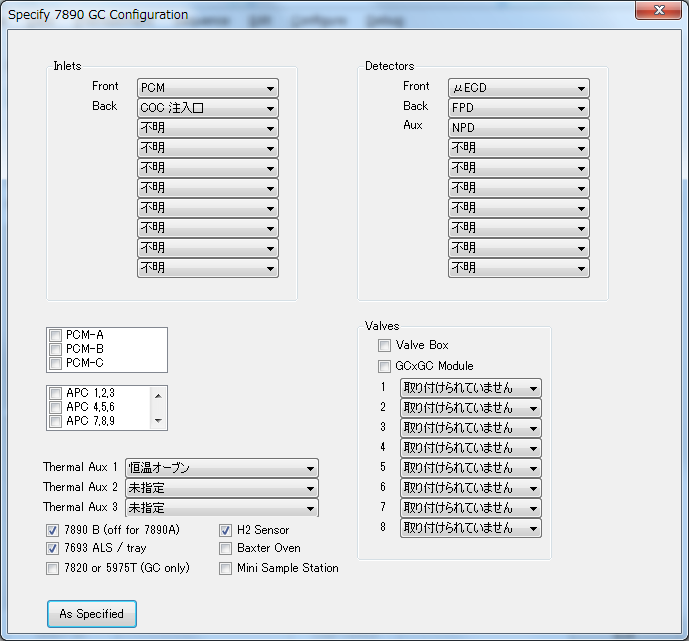 Specify 7890 GC Configuration
Inlets
Front PCM
Back COC 注入口
不明
不明
不明
不明
不明
不明
不明
不明
Detectors
Front μECD
Back FPD
Aux NPD
不明
不明
不明
不明
不明
不明
不明
PCM-A
PCM-B
PCM-C
APC 1,2,3
APC 4,5,6
APC 7,8,9
Valves
Valve Box
GCxGC Module
1 取り付けられていません
2 取り付けられていません
3 取り付けられていません
4 取り付けられていません
5 取り付けられていません
6 取り付けられていません
7 取り付けられていません
8 取り付けられていません
Thermal Aux 1 恒温オーブン
Thermal Aux 2 未指定
Thermal Aux 3 未指定
7890 B (off for 7890A)
H2 Sensor
7693 ALS / tray
Baxter Oven
7820 or 5975T (GC only)
Mini Sample Station
As Specified